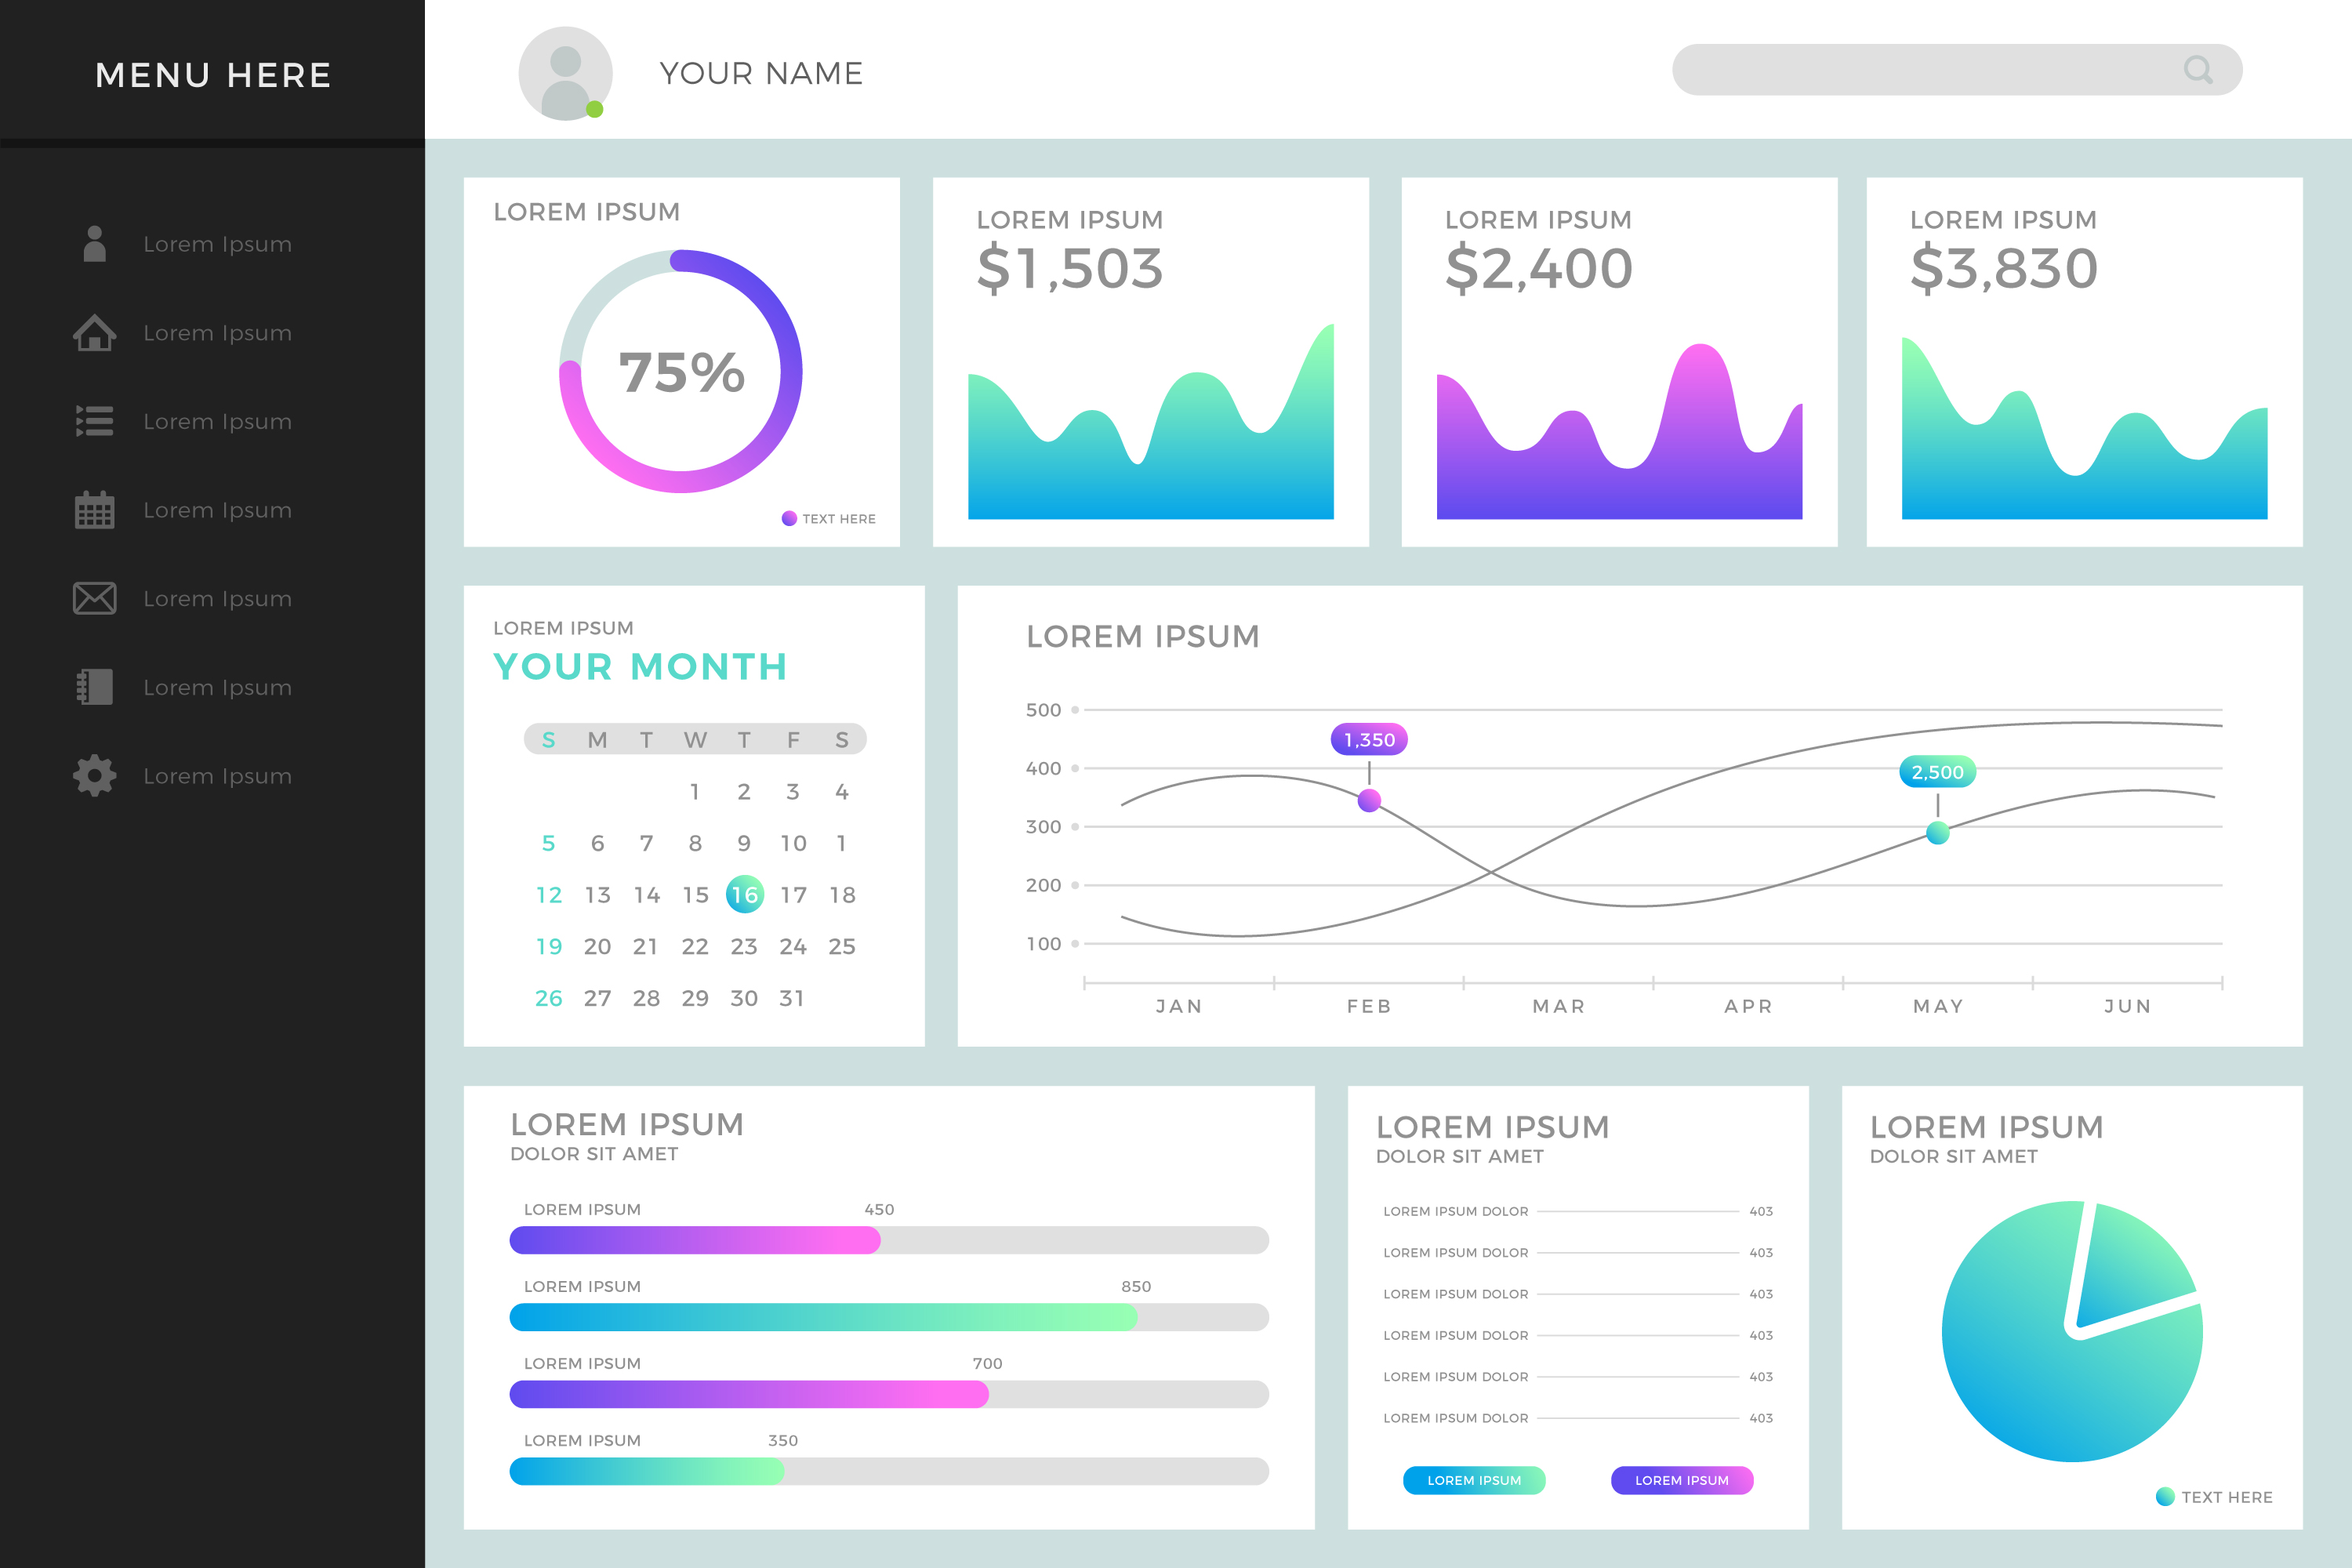 MENU HERE
YOUR NAME
Lorem Ipsum
Lorem Ipsum
Lorem Ipsum
Lorem Ipsum
Lorem Ipsum
Lorem Ipsum
Lorem Ipsum
LOREM IPSUM
75%
TEXT HERE
LOREM IPSUM
$1,503
LOREM IPSUM
$2,400
LOREM IPSUM
$3,830
LOREM IPSUM
YOUR MONTH
S M T W T F S
1 2 3 4
5 6 7 8 9 10 1
12 13 14 15 16 17 18
19 20 21 22 23 24 25
26 27 28 29 30 31
LOREM IPSUM
500
1,350
400
2,500
300
200
100
JAN FEB MAR APR MAY JUN
LOREM IPSUM
DOLOR SIT AMET
LOREM IPSUM 450
LOREM IPSUM 850
LOREM IPSUM 700
LOREM IPSUM 350
LOREM IPSUM
DOLOR SIT AMET
LOREM IPSUM DOLOR 403
LOREM IPSUM DOLOR 403
LOREM IPSUM DOLOR 403
LOREM IPSUM DOLOR 403
LOREM IPSUM DOLOR 403
LOREM IPSUM DOLOR 403
LOREM IPSUM LOREM IPSUM
LOREM IPSUM
DOLOR SIT AMET
TEXT HERE